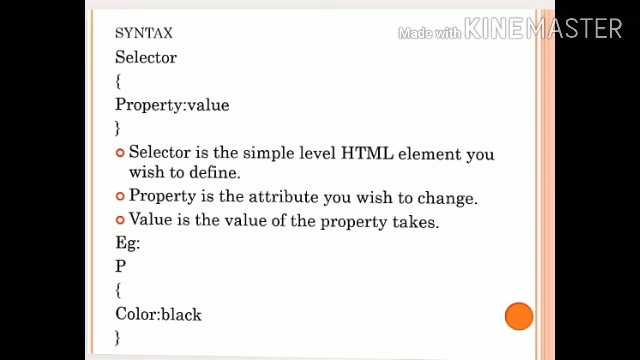 SYNTAX
Made with KINEMASTER
Selector
{
Property:value
}
Selector is the simple level HTML element you
wish to define.
Property is the attribute you wish to change.
Value is the value of the property takes.
Eg:
P
{
Color:black
}